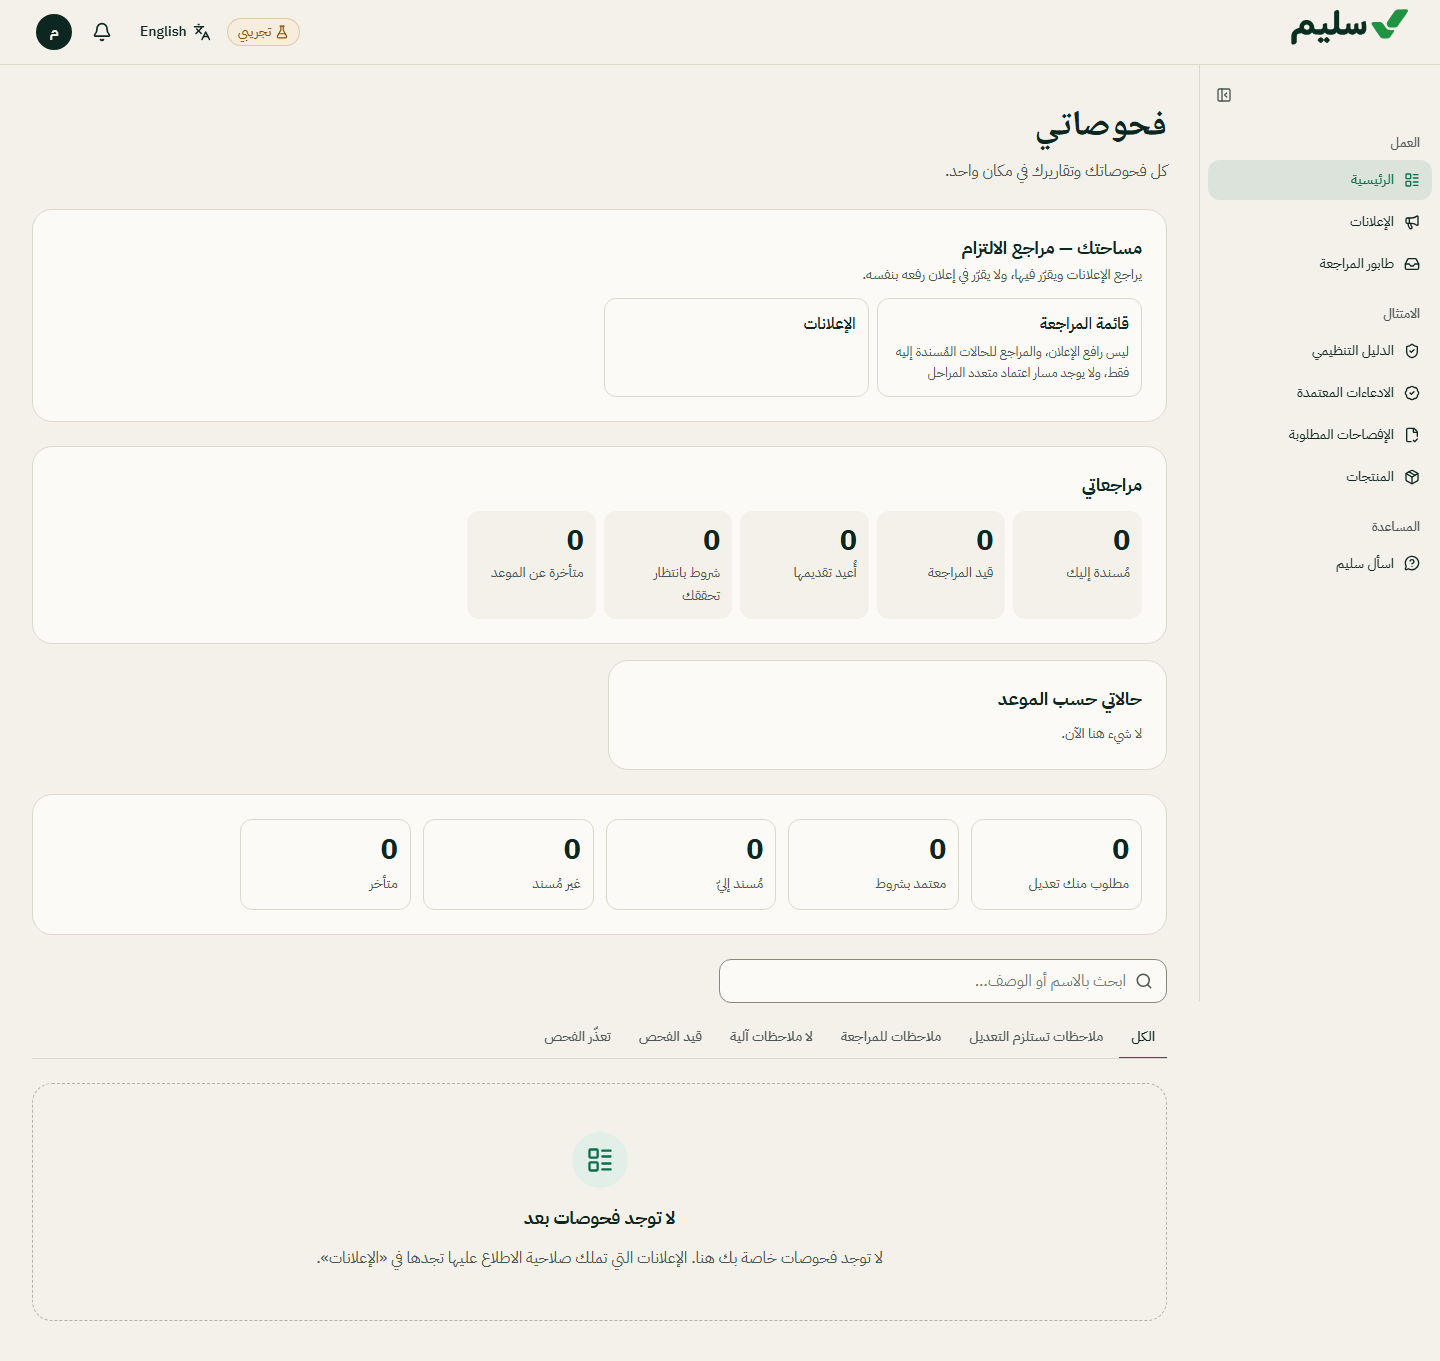 سليم
تجريبي
English
م
العمل
الرئيسية
الإعلانات
طابور المراجعة
الامتثال
الدليل التنظيمي
الادعاءات المعتمدة
الإفصاحات المطلوبة
المنتجات
المساعدة
اسأل سليم
فحوصاتي
كل فحوصاتك وتقاريرك في مكان واحد.
مساحتك — مراجع الالتزام
يراجع الإعلانات ويقرّر فيها، ولا يقرّر في إعلان رفعه بنفسه.
قائمة المراجعة
ليس رافع الإعلان، والمراجع للحالات المُسندة إليه
فقط، ولا يوجد مسار اعتماد متعدد المراحل
الإعلانات
مراجعاتي
0
مُسندة إليك
0
قيد المراجعة
0
أُعيد تقديمها
0
شروط بانتظار
تحققك
0
متأخرة عن الموعد
حالاتي حسب الموعد
لا شيء هنا الآن.
0
مطلوب منك تعديل
0
معتمد بشروط
0
مُسند إليّ
0
غير مُسند
0
متأخر
ابحث بالاسم أو الوصف...
الكل
ملاحظات تستلزم التعديل
ملاحظات للمراجعة
لا ملاحظات آلية
قيد الفحص
تعذّر الفحص
لا توجد فحوصات بعد
لا توجد فحوصات خاصة بك هنا. الإعلانات التي تملك صلاحية الاطلاع عليها تجدها في «الإعلانات».